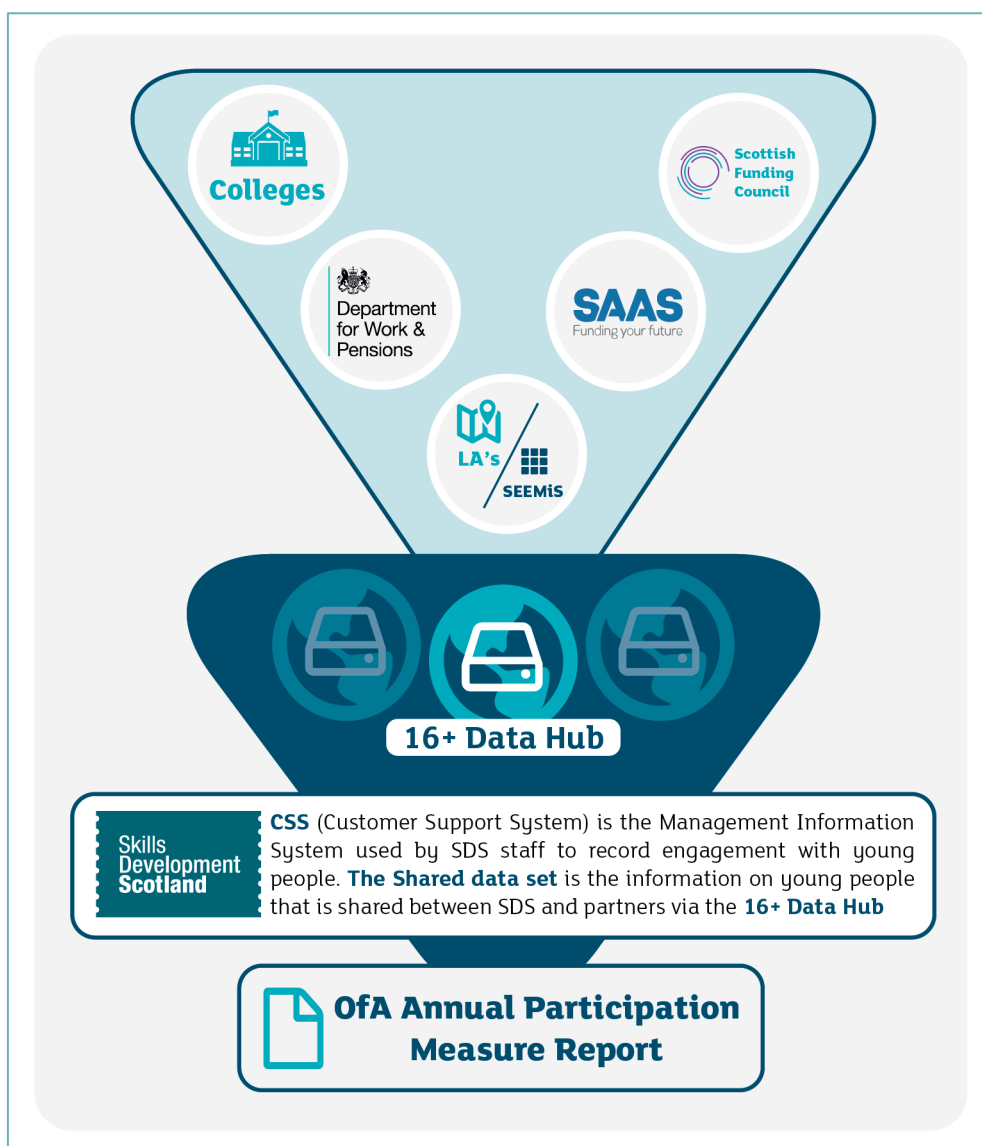 Colleges
Scottish
Funding
Council
Department
for Work &
Pensions
SAAS
Funding your future
LA's
SEEMiS
16+ Data Hub
Skills
Development
Scotland
CSS (Customer Support System) is the Management Information
System used by SDS staff to record engagement with young
people. The Shared data set is the information on young people
that is shared between SDS and partners via the 16+ Data Hub
OfA Annual Participation
Measure Report